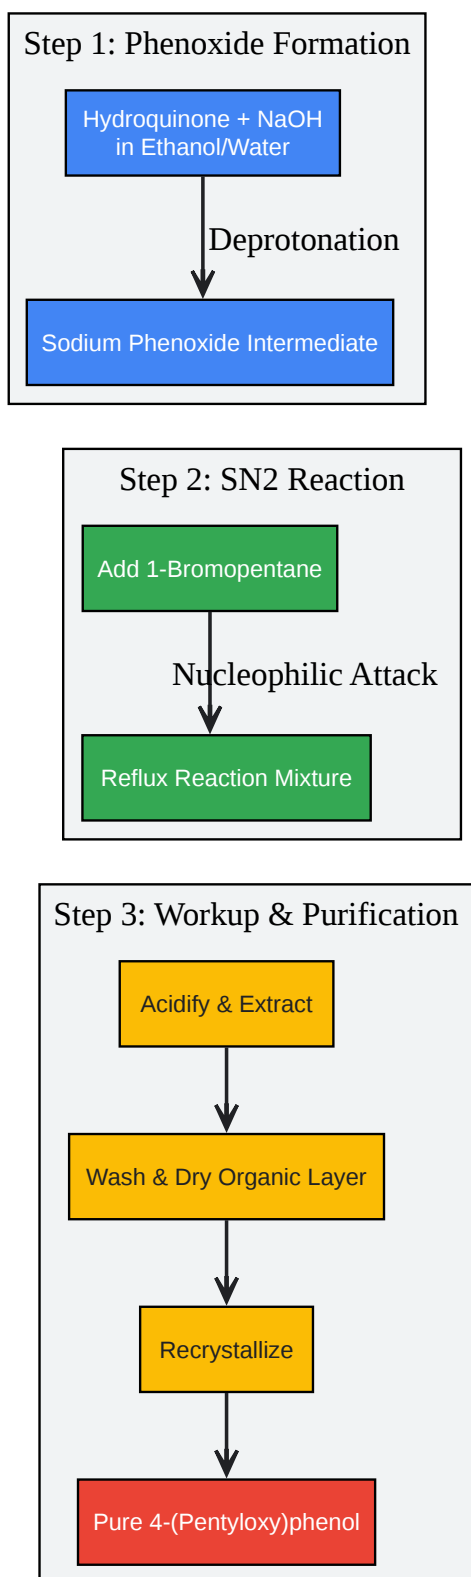 Step 1: Phenoxide Formation
Hydroquinone + NaOH
in Ethanol/Water
Deprotonation
Sodium Phenoxide Intermediate
Step 2: SN2 Reaction
Add 1-Bromopentane
Nucleophilic Attack
Reflux Reaction Mixture
Step 3: Workup & Purification
Acidify & Extract
Wash & Dry Organic Layer
Recrystallize
Pure 4-(Pentyloxy)phenol